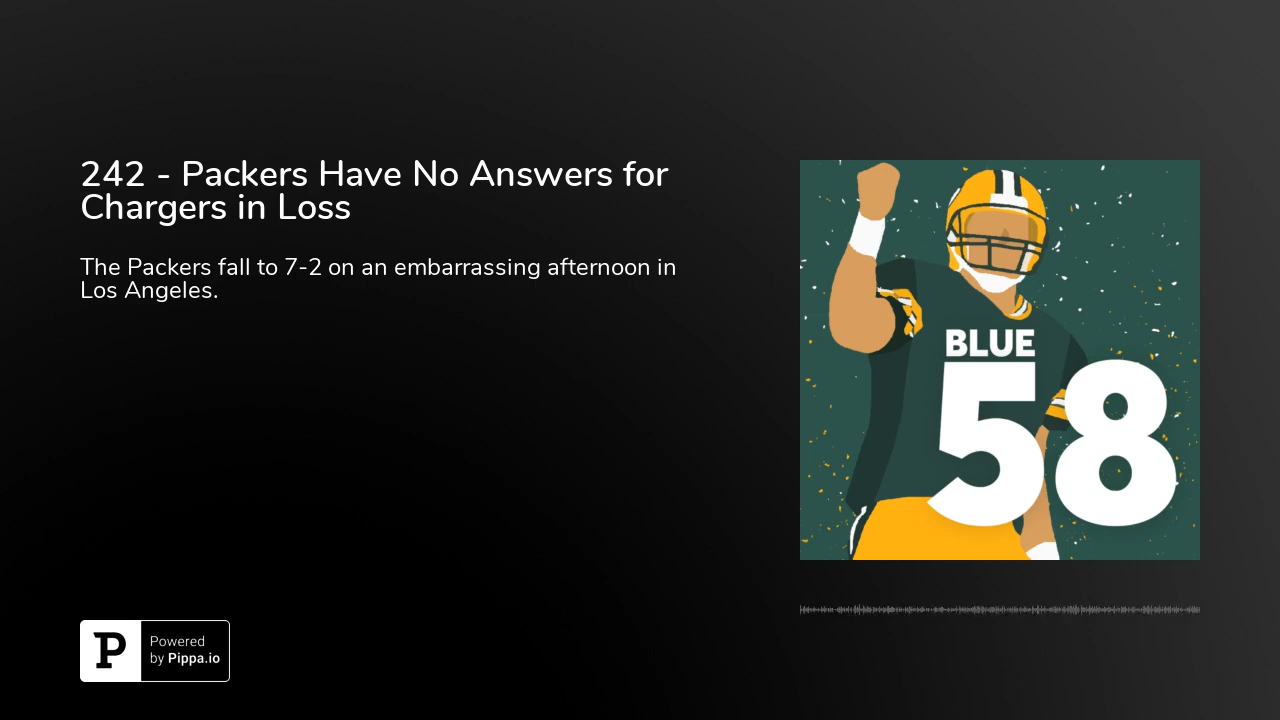 242 - Packers Have No Answers for
Chargers in Loss
The Packers fall to 7-2 on an embarrassing afternoon in
Los Angeles.
BLUE
58
P
Powered
by Pippa.io